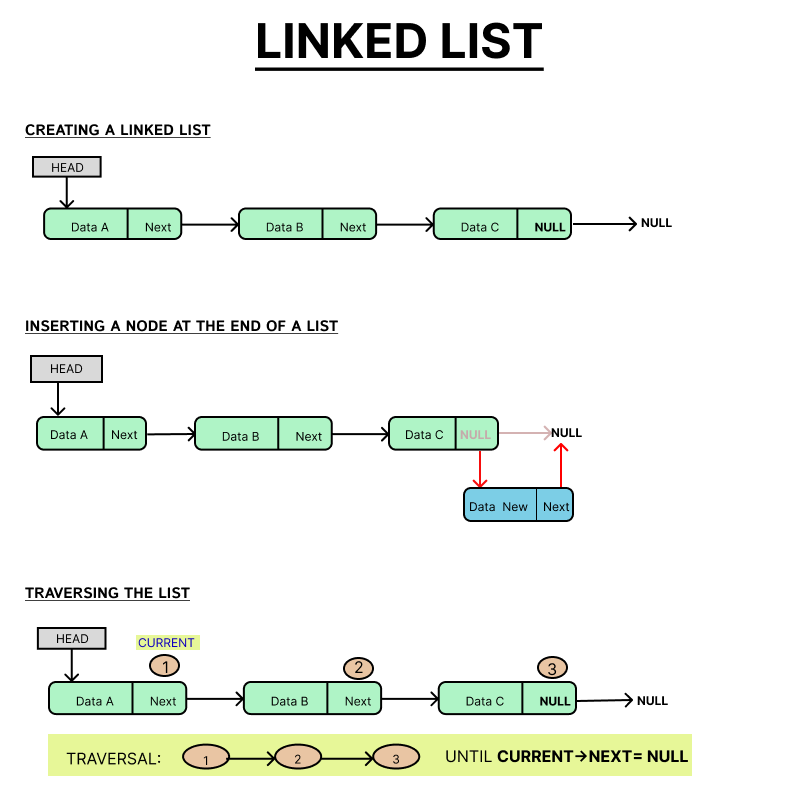 LINKED LIST
CREATING A LINKED LIST
HEAD
Data A Next Data B Next Data C NULL NULL
INSERTING A NODE AT THE END OF A LIST
HEAD
Data A Next Data B Next Data C NULL NULL
Data New Next
TRAVERSING THE LIST
HEAD CURRENT
1 2 3
Data A Next Data B Next Data C NULL NULL
TRAVERSAL: 1 2 3 UNTIL CURRENT→NEXT= NULL